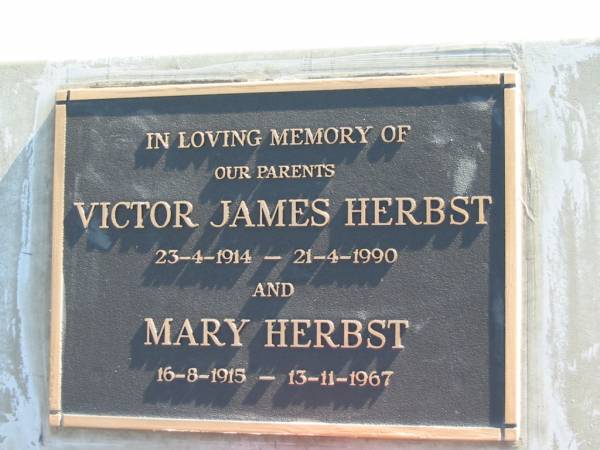 IN LOVING MEMORY OF
OUR PARENTS
VICTOR JAMES HERBST
23-4-1914 — 21-4-1990
AND
MARY HERBST
16-8-1915 — 13-11-1967